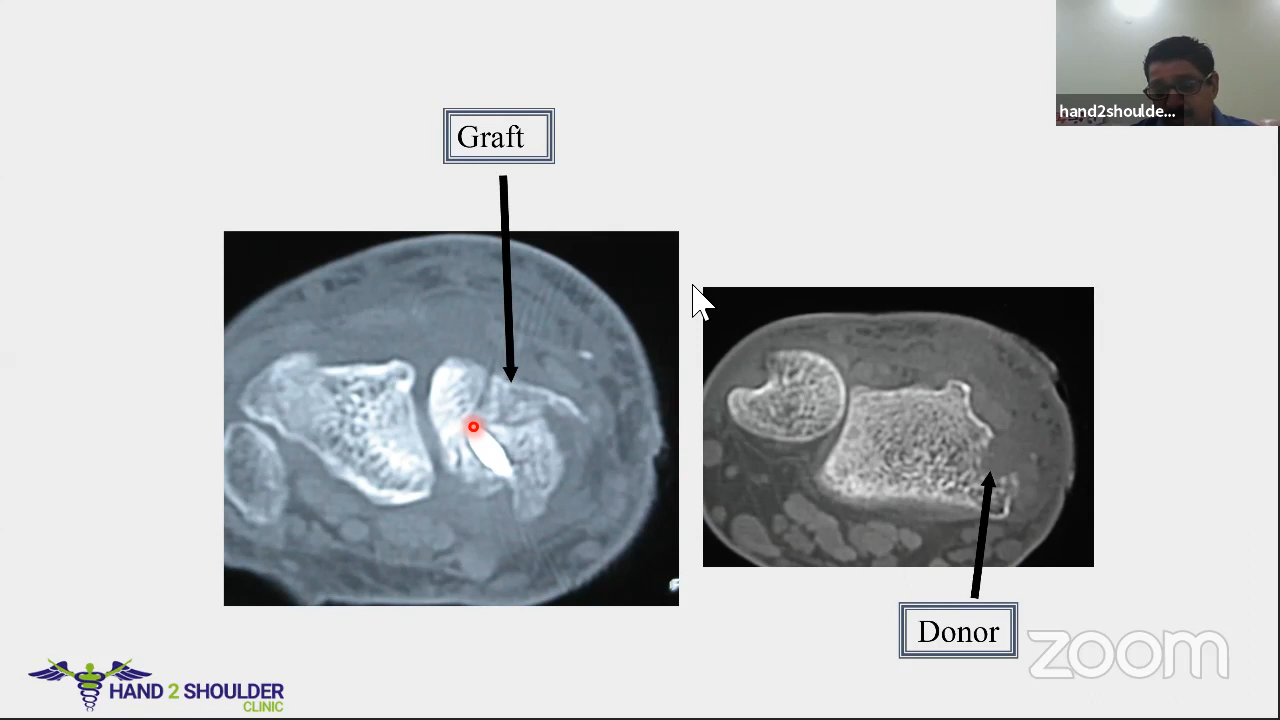 hand2shoulde...
Graft
Donor
zoom
HAND 2 SHOULDER
CLINIC